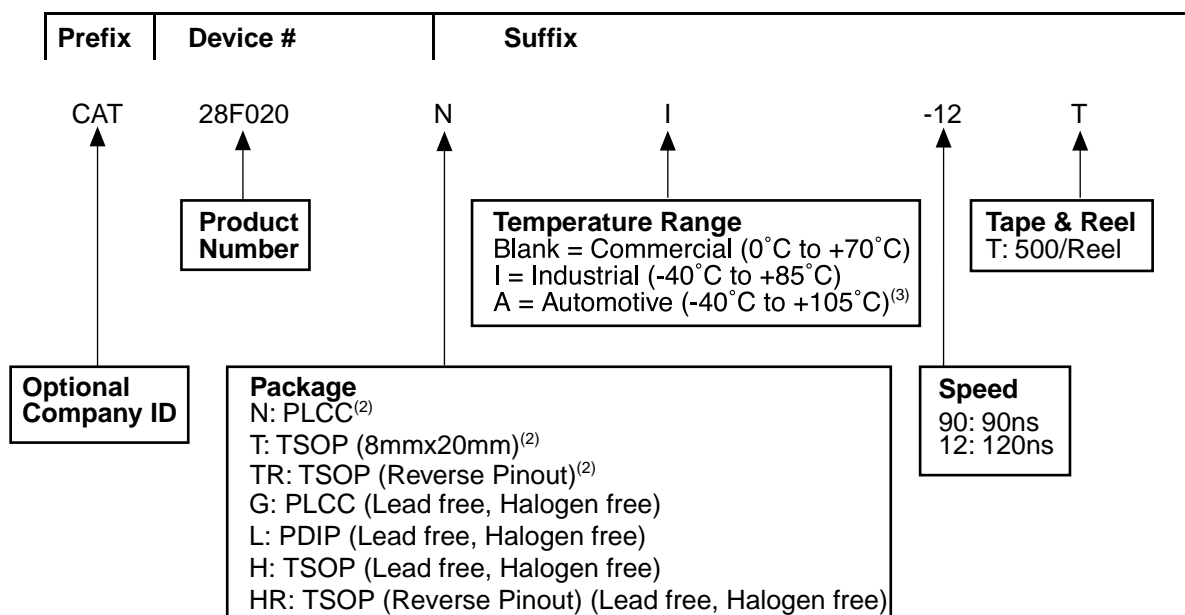 Prefix Device # Suffix
CAT 28F020 N I -12 T
Product
Number
Temperature Range
Blank = Commercial (0˚C to +70˚C)
I = Industrial (-40˚C to +85˚C)
A = Automotive (-40˚C to +105˚C)(3)
Tape & Reel
T: 500/Reel
Optional
Company ID
Package
N: PLCC(2)
T: TSOP (8mmx20mm)(2)
TR: TSOP (Reverse Pinout)(2)
G: PLCC (Lead free, Halogen free)
L: PDIP (Lead free, Halogen free)
H: TSOP (Lead free, Halogen free)
HR: TSOP (Reverse Pinout) (Lead free, Halogen free)
Speed
90: 90ns
12: 120ns